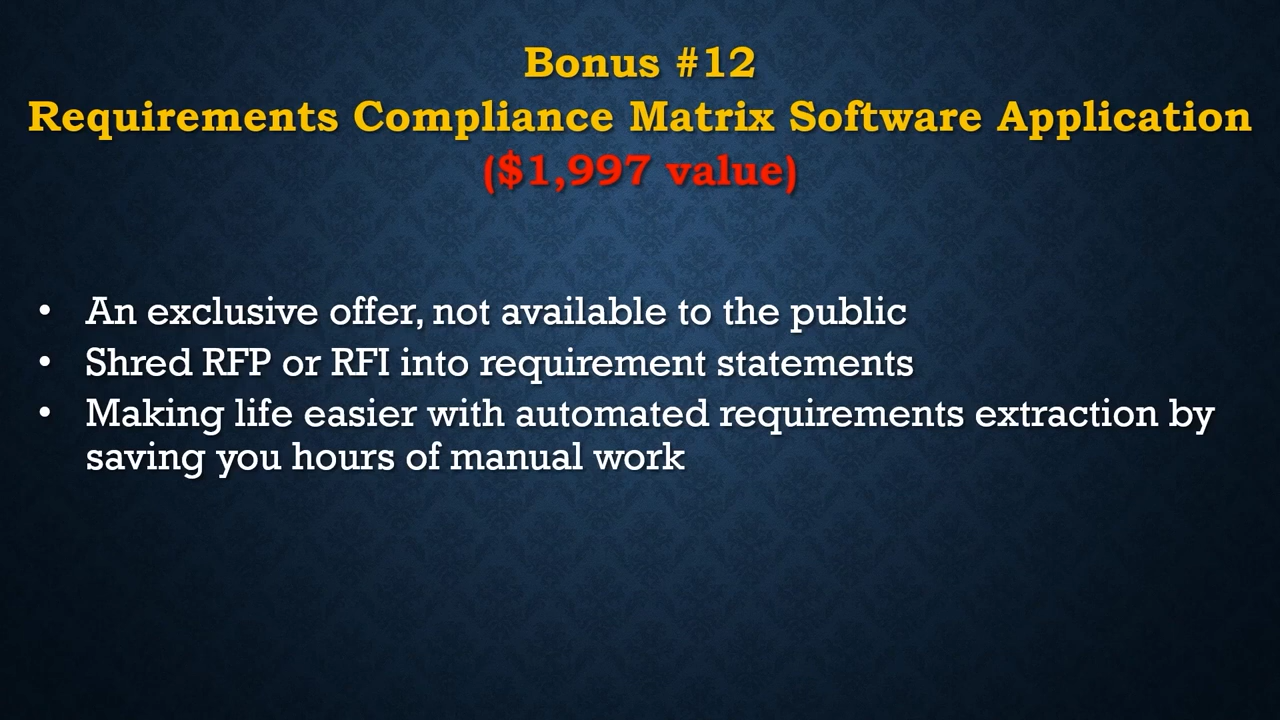 Bonus #12
Requirements Compliance Matrix Software Application
($1,997 value)
• An exclusive offer, not available to the public
• Shred RFP or RFI into requirement statements
• Making life easier with automated requirements extraction by
saving you hours of manual work